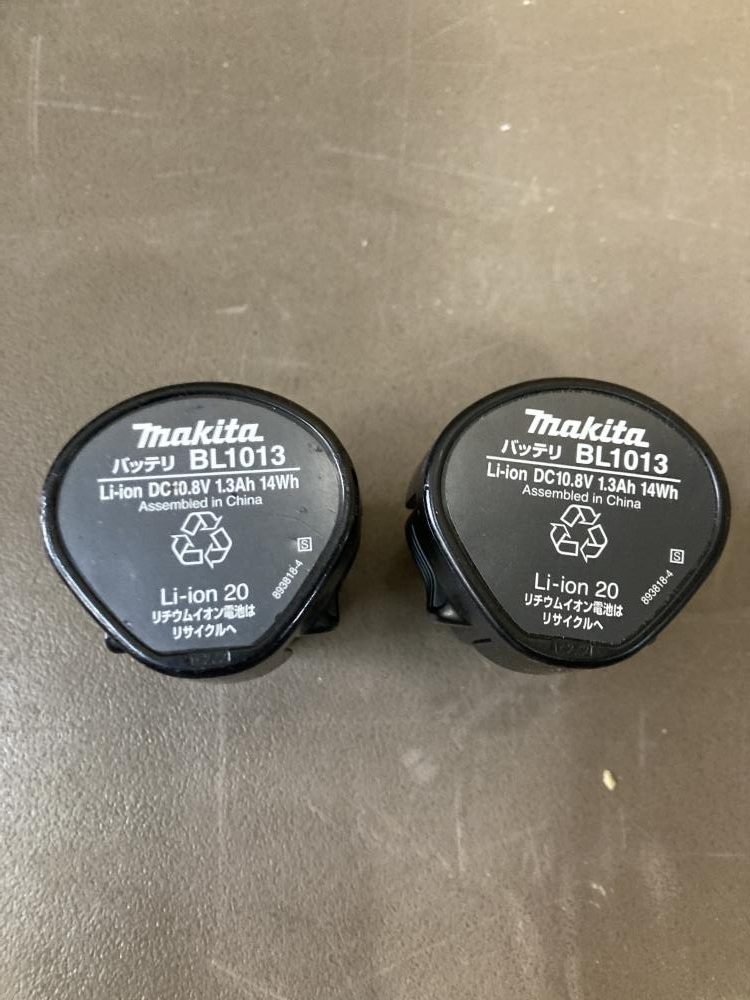 makita
バッテリ BL1013
Li-ion DC10.8V 1.3Ah 14Wh
Assembled in China
S
893818-4
Li-ion 20
リチウムイオン電池は
リサイクルへ
makita
バッテリ BL1013
Li-ion DC10.8V 1.3Ah 14Wh
Assembled in China
S
893818-4
Li-ion 20
リチウムイオン電池は
リサイクルへ